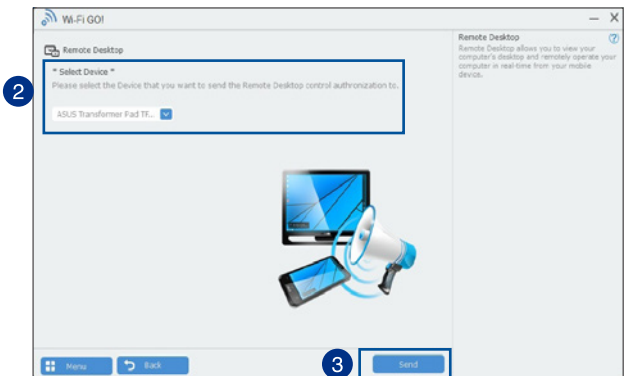 Wi-Fi GO!
Remote Desktop
* Select Device *
Please select the Device that you want to send the Remote Desktop control authronization to.
ASUS Transformer Pad TF...
2
Remote Desktop
Remote Desktop allows you to view your
computer's desktop and remotely operate your
computer in real-time from your mobile
device.
?
Menu
Back
3
Send